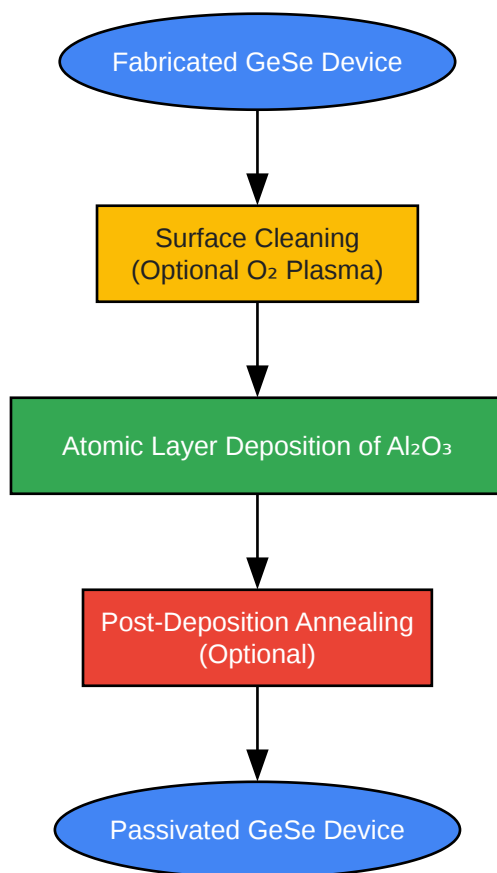 Fabricated GeSe Device
Surface Cleaning
(Optional O₂ Plasma)
Atomic Layer Deposition of Al₂O₃
Post-Deposition Annealing
(Optional)
Passivated GeSe Device